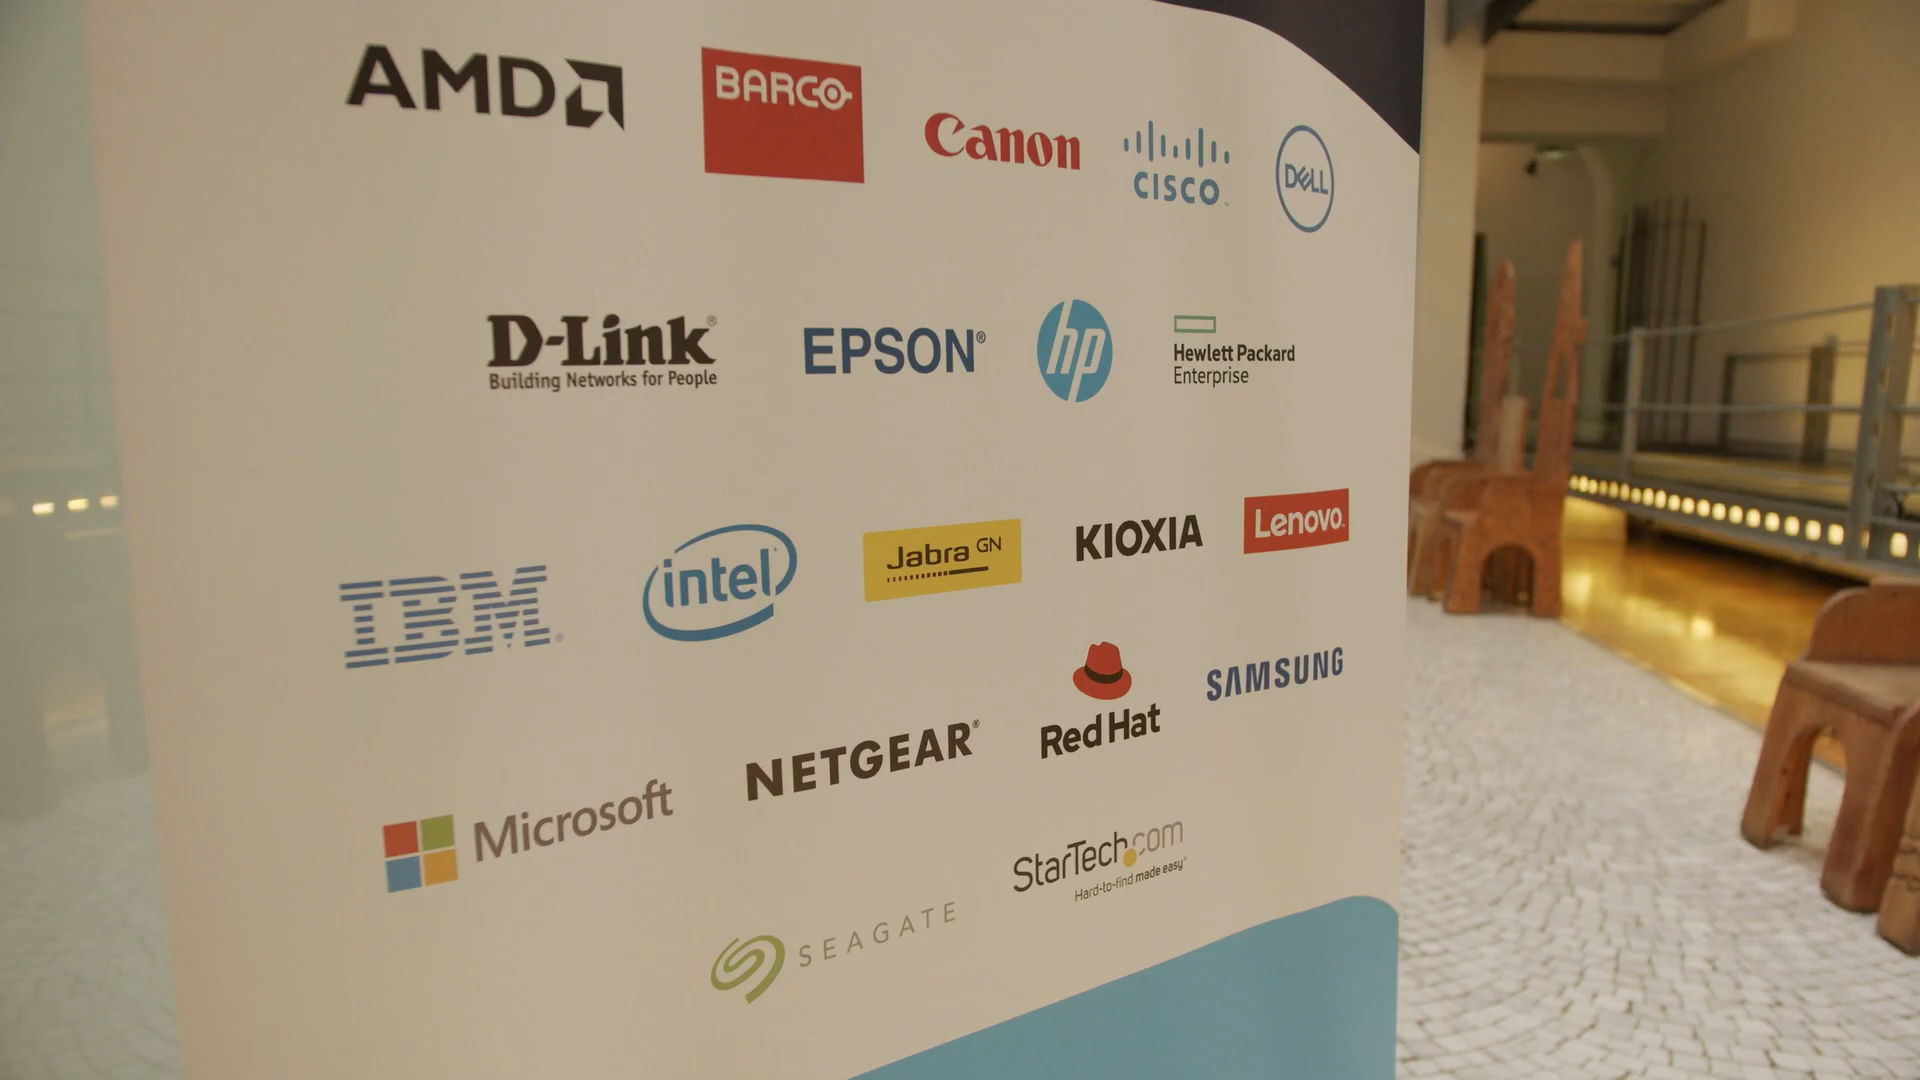 AMD
BARCO
Canon
CISCO
DELL
D-Link®
Building Networks for People
EPSON®
hp
Hewlett Packard
Enterprise
IBM®
intel
Jabra GN
KIOXIA
Lenovo
Microsoft
NETGEAR®
Red Hat
SAMSUNG
SEAGATE
StarTech.com
Hard-to-find made easy®